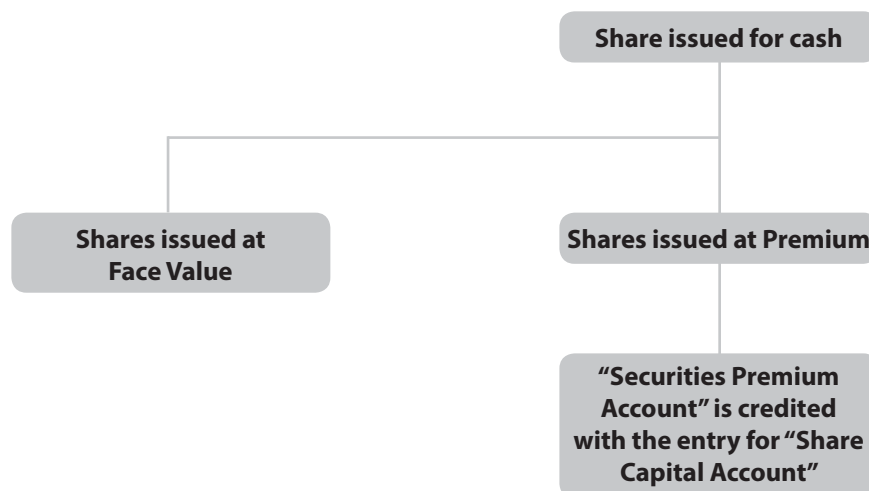 Share issued for cash
Shares issued at
Face Value
Shares issued at Premium
“Securities Premium
Account” is credited
with the entry for “Share
Capital Account”